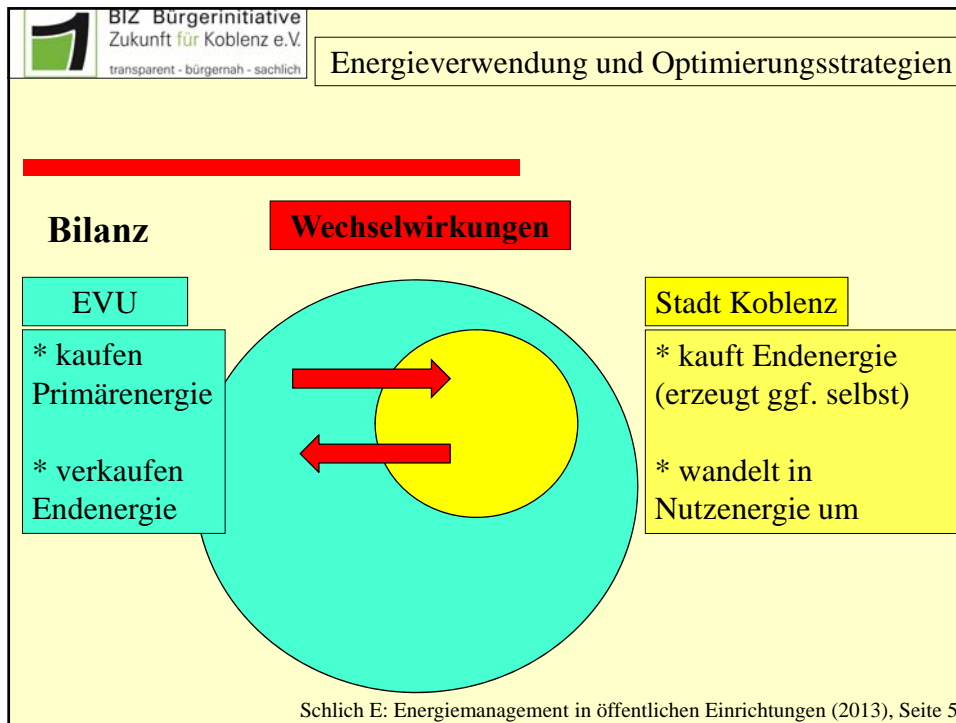 BIZ Bürgerinitiative
Zukunft für Koblenz e.V.
transparent - bürgernah - sachlich
Energieverwendung und Optimierungsstrategien
Bilanz
Wechselwirkungen
EVU
* kaufen
Primärenergie
* verkaufen
Endenergie
Stadt Koblenz
* kauft Endenergie
(erzeugt ggf. selbst)
* wandelt in
Nutzenergie um
Schlich E: Energiemanagement in öffentlichen Einrichtungen (2013), Seite 5